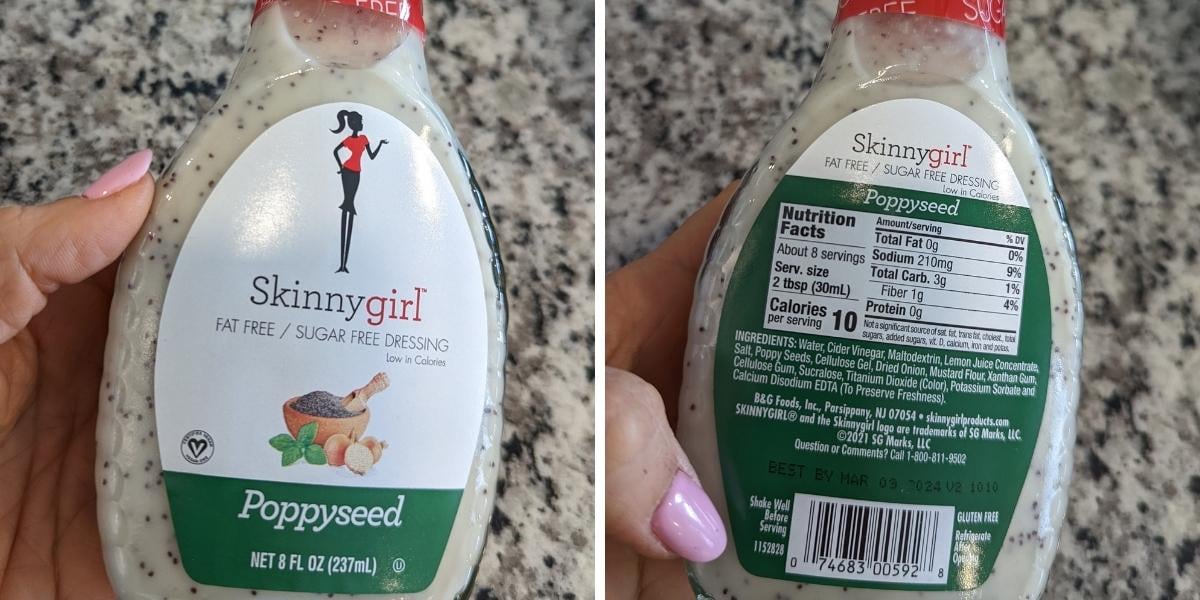 FREE
Skinnygirl™
FAT FREE / SUGAR FREE DRESSING
Low in Calories
Poppyseed
NET 8 FL OZ (237mL) U
FREE SUG
Skinnygirl™
FAT FREE / SUGAR FREE DRESSING
Low in Calories
Poppyseed
Nutrition
Facts
About 8 servings
Serv. size
2 tbsp (30mL)
Calories
per serving 10
Amount/serving % DV
Total Fat 0g 0%
Sodium 210mg 9%
Total Carb. 3g 1%
Fiber 1g 4%
Protein 0g
Not a significant source of sat. fat, trans fat, cholest., total
sugars, added sugars, vit. D, calcium, iron and potas.
INGREDIENTS: Water, Cider Vinegar, Maltodextrin, Lemon Juice Concentrate,
Salt, Poppy Seeds, Cellulose Gel, Dried Onion, Mustard Flour, Xanthan Gum,
Cellulose Gum, Sucralose, Titanium Dioxide (Color), Potassium Sorbate and
Calcium Disodium EDTA (To Preserve Freshness).
B&G Foods, Inc., Parsippany, NJ 07054 • skinnygirlproducts.com
SKINNYGIRL® and the Skinnygirl logo are trademarks of SG Marks, LLC.
©2021 SG Marks, LLC
Question or Comments? Call 1-800-811-9502
BEST BY MAR 03 2024 V2 1010
Shake Well
Before
Serving
1152828
0 74683 00592 8
GLUTEN FREE
Refrigerate
After
Opening